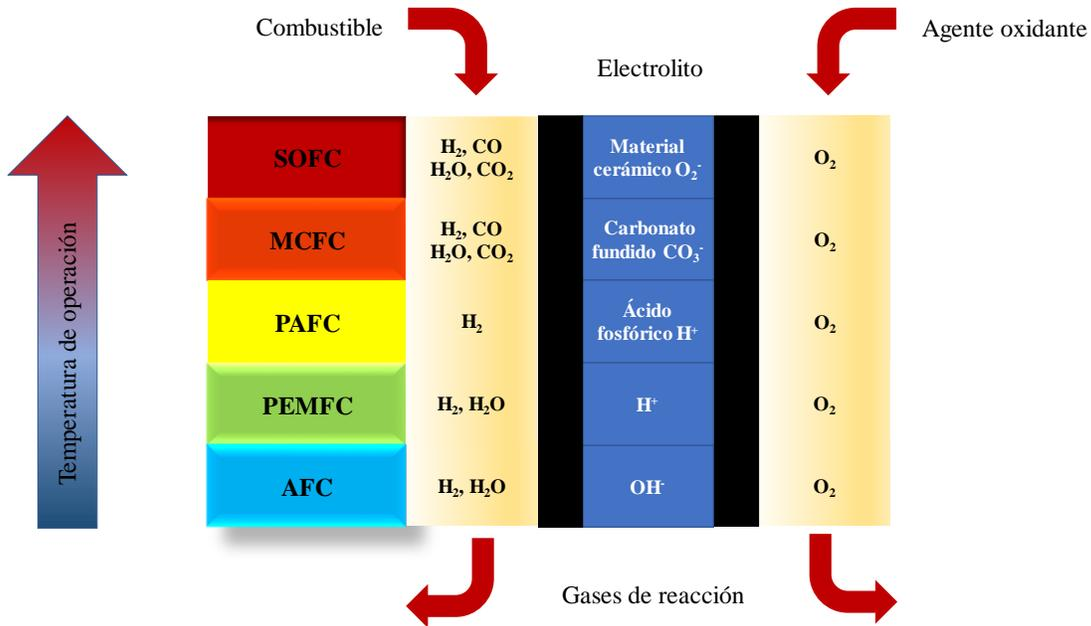 Combustible
Agente oxidante
Electrolito
Temperatura de operación
SOFC
H₂, CO
H₂O, CO₂
Material
cerámico O₂⁻
O₂
MCFC
H₂, CO
H₂O, CO₂
Carbonato
fundido CO₃⁻
O₂
PAFC
H₂
Ácido
fosfórico H⁺
O₂
PEMFC
H₂, H₂O
H⁺
O₂
AFC
H₂, H₂O
OH⁻
O₂
Gases de reacción